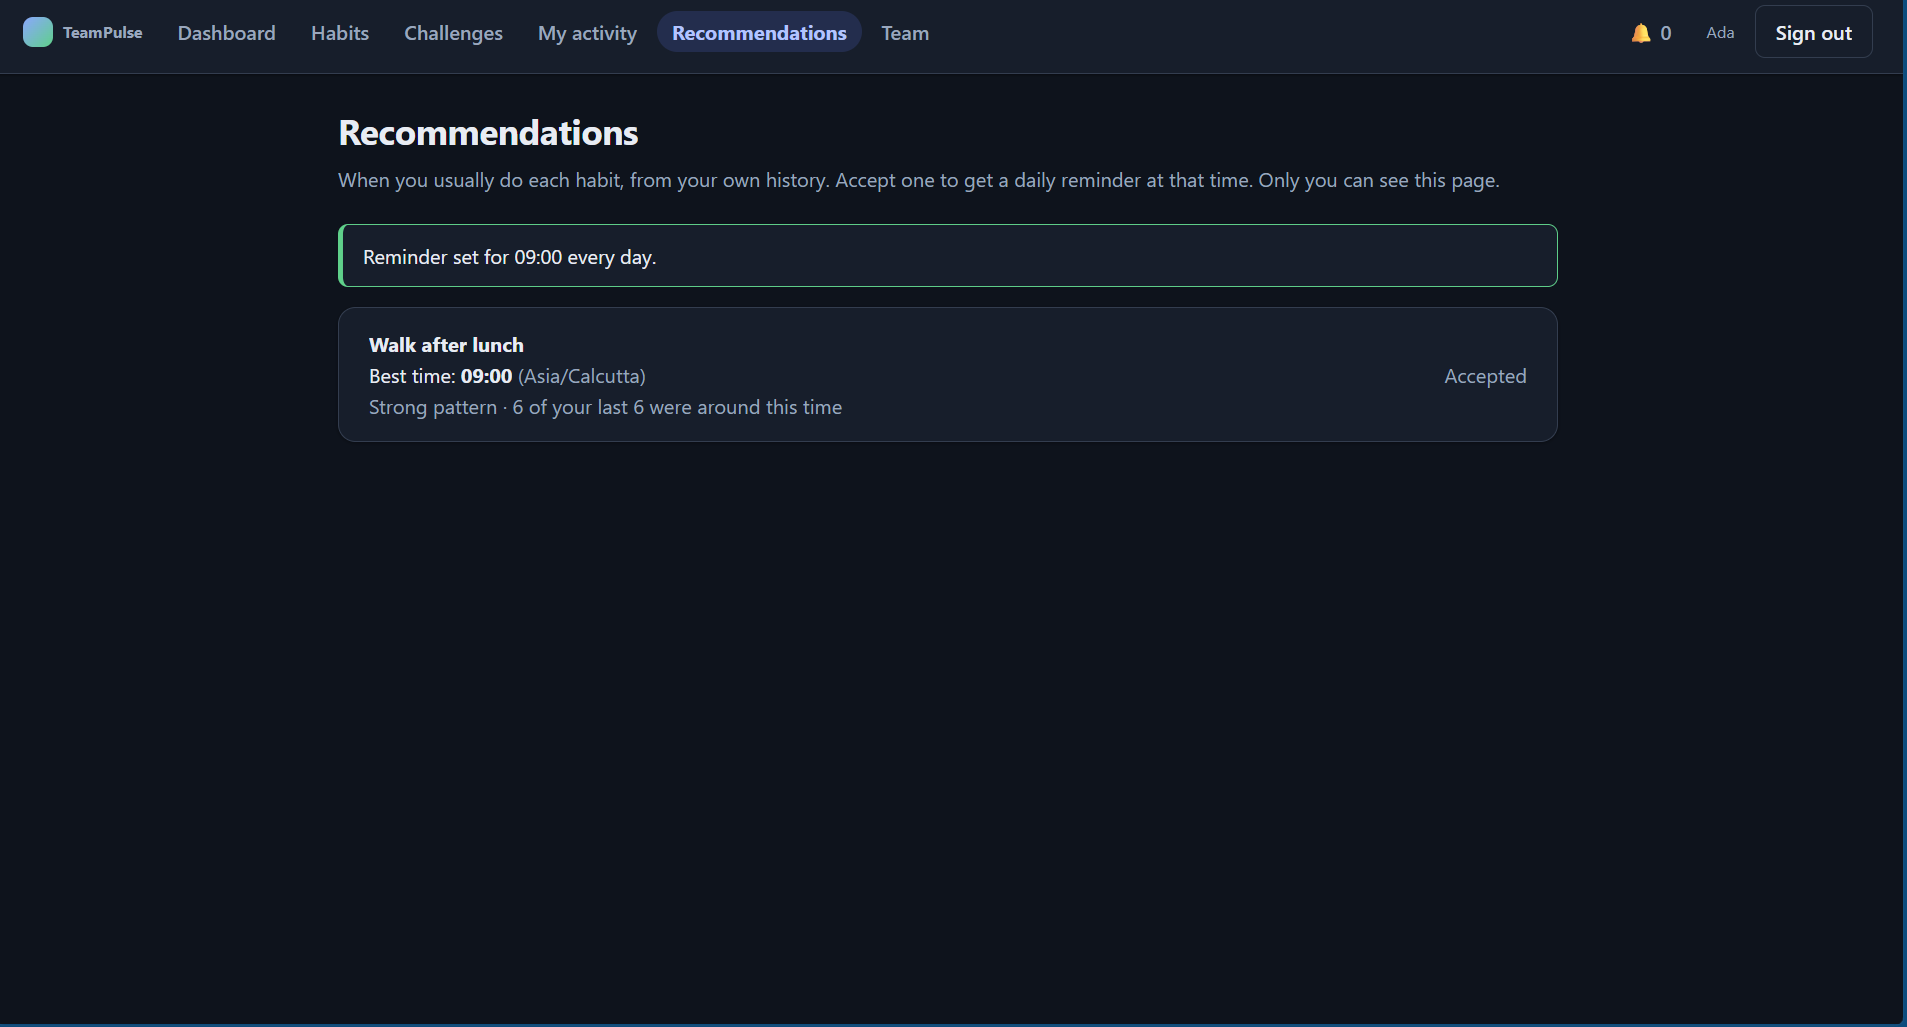 TeamPulse Dashboard Habits Challenges My activity Recommendations Team 🔔 0 Ada Sign out
Recommendations
When you usually do each habit, from your own history. Accept one to get a daily reminder at that time. Only you can see this page.
Reminder set for 09:00 every day.
Walk after lunch
Best time: 09:00 (Asia/Calcutta)
Accepted
Strong pattern · 6 of your last 6 were around this time